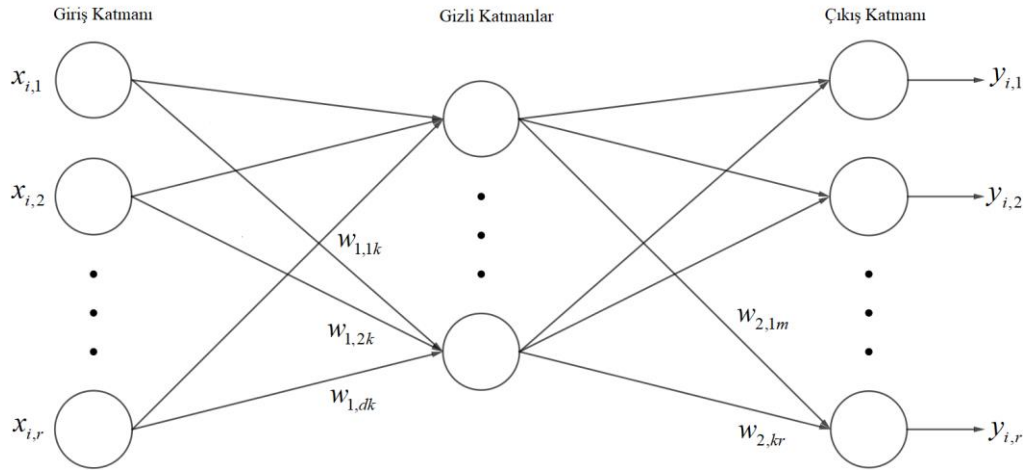 Giriş Katmanı
Gizli Katmanlar
Çıkış Katmanı
x_{i,1}
y_{i,1}
x_{i,2}
y_{i,2}
w_{1,1k}
w_{1,2k}
w_{2,1m}
w_{1,dk}
x_{i,r}
w_{2,kr}
y_{i,r}